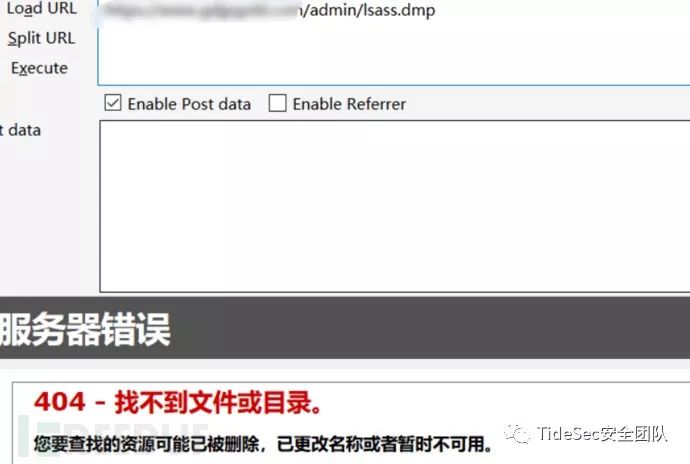 Load URL
/admin/lsass.dmp
Split URL
Execute
Enable Post data
Enable Referrer
t data
服务器错误
404 - 找不到文件或目录。
您要查找的资源可能已被删除，已更改名称或者暂时不可用。
TideSec安全团队